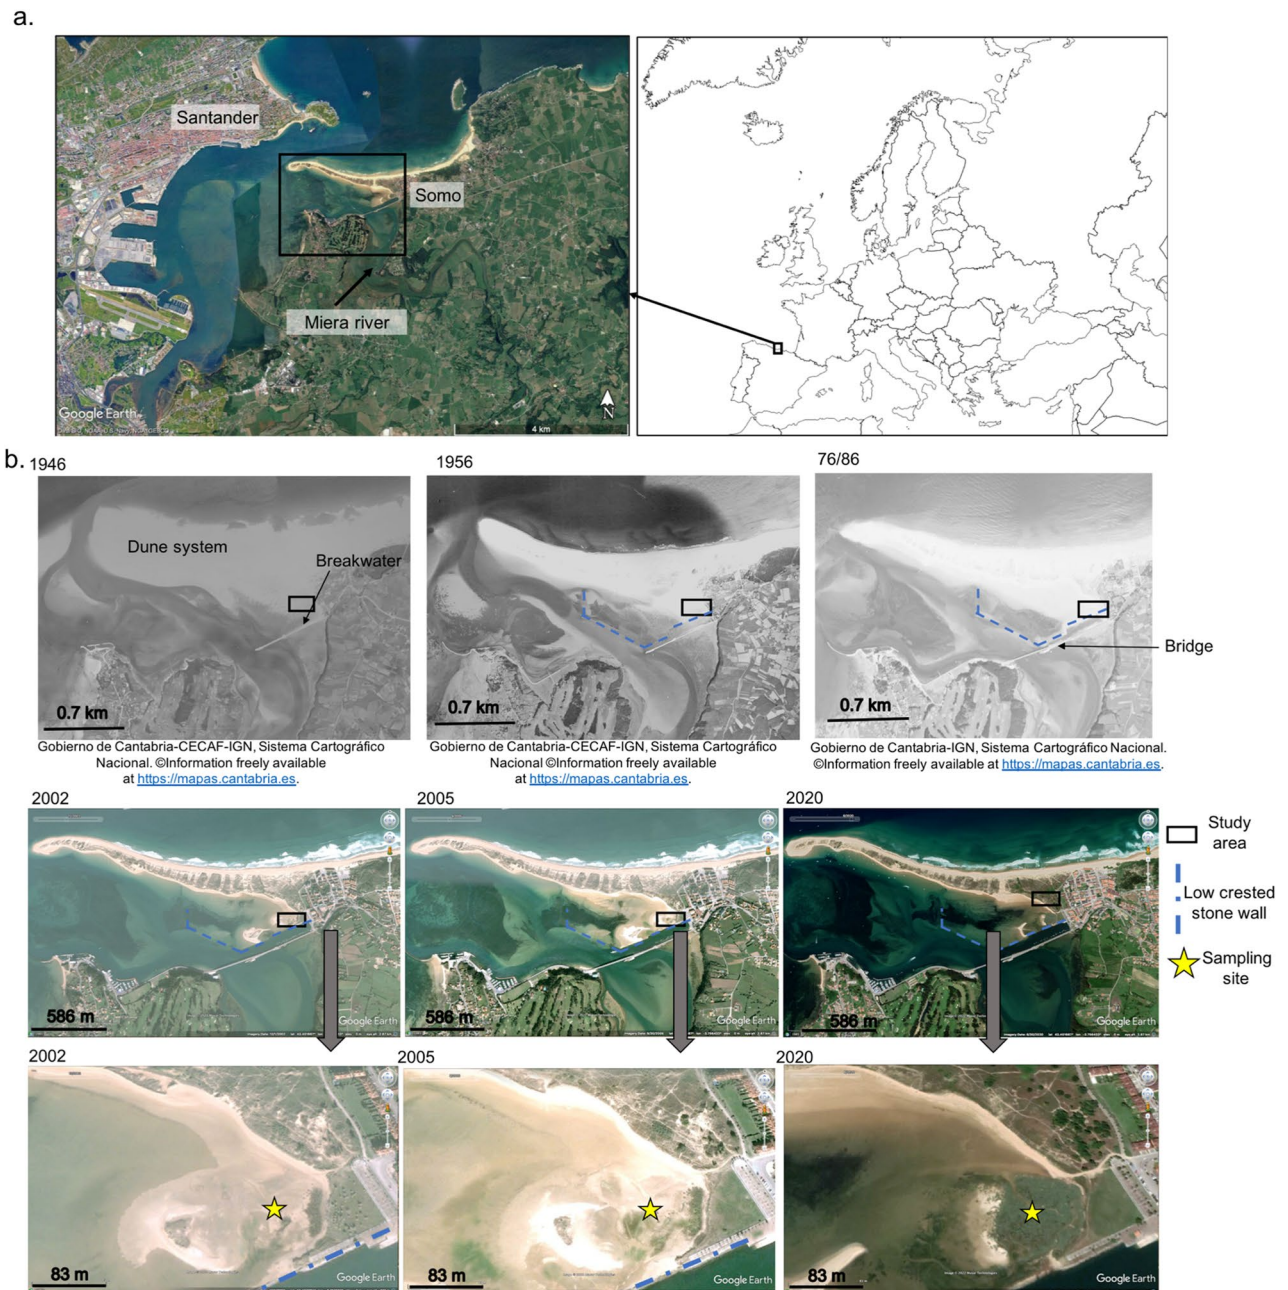 a.
Santander
Somo
Miera river
Google Earth
N
4 km
b.
1946
1956
76/86
Dune system
Breakwater
Bridge
0.7 km
0.7 km
0.7 km
Gobierno de Cantabria-CECAF-IGN, Sistema Cartográfico
Nacional. ©Information freely available
at https://mapas.cantabria.es.
Gobierno de Cantabria-CECAF-IGN, Sistema Cartográfico
Nacional ©Information freely available
at https://mapas.cantabria.es.
Gobierno de Cantabria-IGN, Sistema Cartográfico Nacional.
©Information freely available at https://mapas.cantabria.es.
2002
2005
2020
586 m
Google Earth
586 m
Google Earth
586 m
Google Earth
Study
area
Low crested
stone wall
Sampling
site
2002
2005
2020
83 m
Google Earth
83 m
Google Earth
83 m
Google Earth